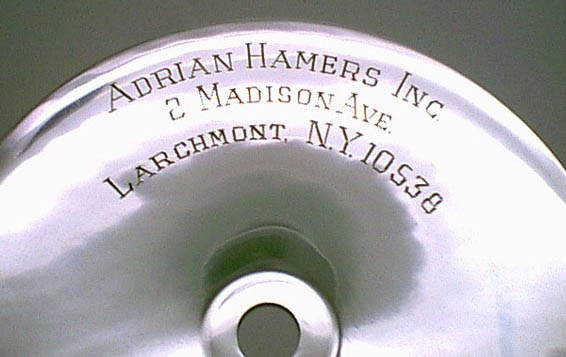 ADRIAN HAMERS INC.
2 MADISON AVE.
LARCHMONT, N.Y. 10538